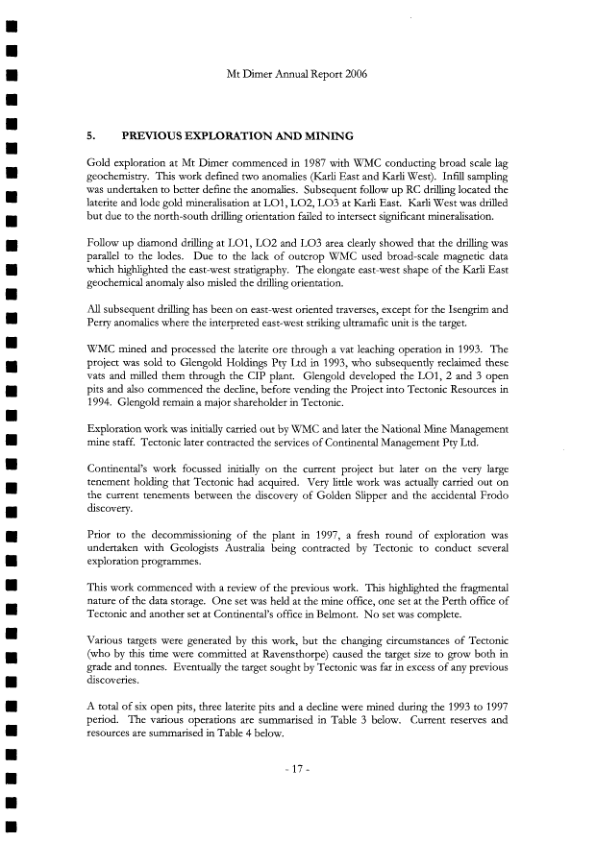 Mt Dimer Annual Report 2006
5. PREVIOUS EXPLORATION AND MINING
Gold exploration at Mt Dimer commenced in 1987 with WMC conducting broad scale lag
geochemistry. This work defined two anomalies (Karli East and Karli West). Infill sampling
was undertaken to better define the anomalies. Subsequent follow up RC drilling located the
laterite and lode gold mineralisation at LO1, LO2, LO3 at Karli East. Karli West was drilled
but due to the north-south drilling orientation failed to intersect significant mineralisation.
Follow up diamond drilling at LO1, LO2 and LO3 area clearly showed that the drilling was
parallel to the lodes. Due to the lack of outcrop WMC used broad-scale magnetic data
which highlighted the east-west stratigraphy. The elongate east-west shape of the Karli East
geochemical anomaly also misled the drilling orientation.
All subsequent drilling has been on east-west oriented traverses, except for the Isengrim and
Perry anomalies where the interpreted east-west striking ultramafic unit is the target.
WMC mined and processed the laterite ore through a vat leaching operation in 1993. The
project was sold to Glengold Holdings Pty Ltd in 1993, who subsequently reclaimed these
vats and milled them through the CIP plant. Glengold developed the LO1, 2 and 3 open
pits and also commenced the decline, before vending the Project into Tectonic Resources in
1994. Glengold remain a major shareholder in Tectonic.
Exploration work was initially carried out by WMC and later the National Mine Management
mine staff. Tectonic later contracted the services of Continental Management Pty Ltd.
Continental's work focussed initially on the current project but later on the very large
tenement holding that Tectonic had acquired. Very little work was actually carried out on
the current tenements between the discovery of Golden Slipper and the accidental Frodo
discovery.
Prior to the decommissioning of the plant in 1997, a fresh round of exploration was
undertaken with Geologists Australia being contracted by Tectonic to conduct several
exploration programmes.
This work commenced with a review of the previous work. This highlighted the fragmental
nature of the data storage. One set was held at the mine office, one set at the Perth office of
Tectonic and another set at Continental's office in Belmont. No set was complete.
Various targets were generated by this work, but the changing circumstances of Tectonic
(who by this time were committed at Ravensthorpe) caused the target size to grow both in
grade and tonnes. Eventually the target sought by Tectonic was far in excess of any previous
discoveries.
A total of six open pits, three laterite pits and a decline were mined during the 1993 to 1997
period. The various operations are summarised in Table 3 below. Current reserves and
resources are summarised in Table 4 below.
- 17 -